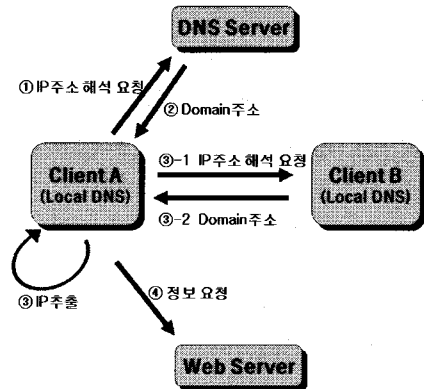 DNS Server
①IP주소 해석 요청
② Domain주소
Client A
(Local DNS)
③-1 IP주소 해석 요청
③-2 Domain주소
Client B
(Local DNS)
③ IP추출
④ 정보 요청
Web Server